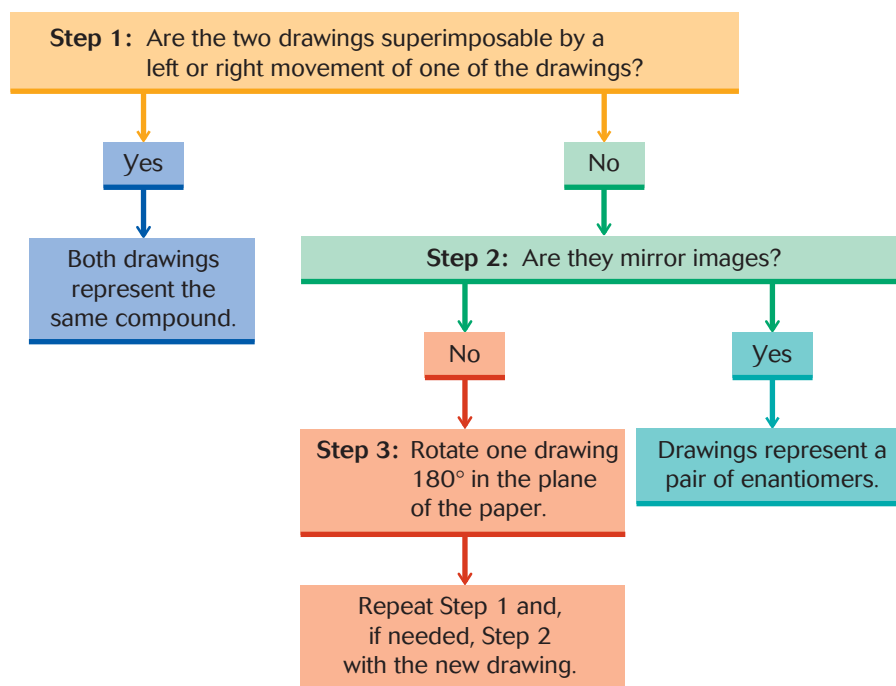 Step 1: Are the two drawings superimposable by a
left or right movement of one of the drawings?
Yes
No
Both drawings
represent the
same compound.
Step 2: Are they mirror images?
No
Yes
Step 3: Rotate one drawing
180° in the plane
of the paper.
Drawings represent a
pair of enantiomers.
Repeat Step 1 and,
if needed, Step 2
with the new drawing.